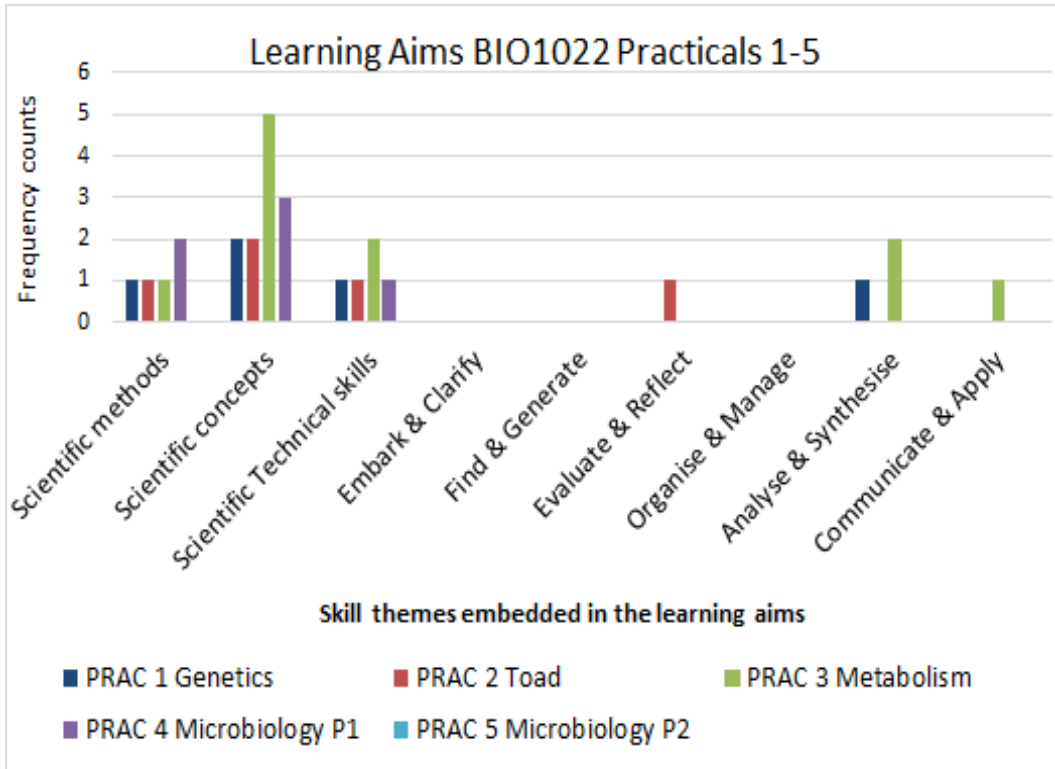 Learning Aims BIO1022 Practicals 1-5
Frequency counts
6
5
4
3
2
1
0
Scientific methods
Scientific concepts
Scientific Technical skills
Embark & Clarify
Find & Generate
Evaluate & Reflect
Organise & Manage
Analyse & Synthesise
Communicate & Apply
Skill themes embedded in the learning aims
PRAC 1 Genetics PRAC 2 Toad PRAC 3 Metabolism
PRAC 4 Microbiology P1 PRAC 5 Microbiology P2